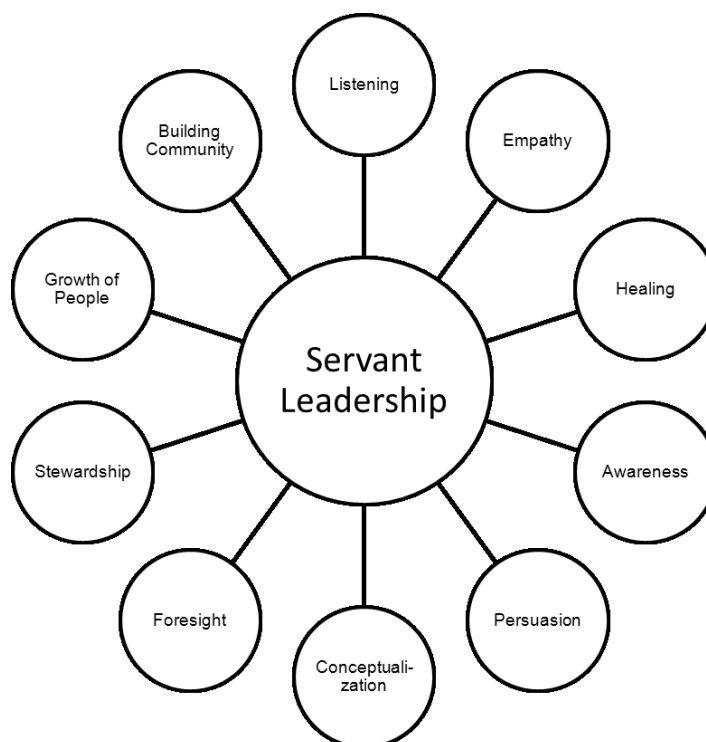 Servant
Leadership
Listening
Empathy
Healing
Awareness
Persuasion
Conceptuali-
zation
Foresight
Stewardship
Growth of
People
Building
Community